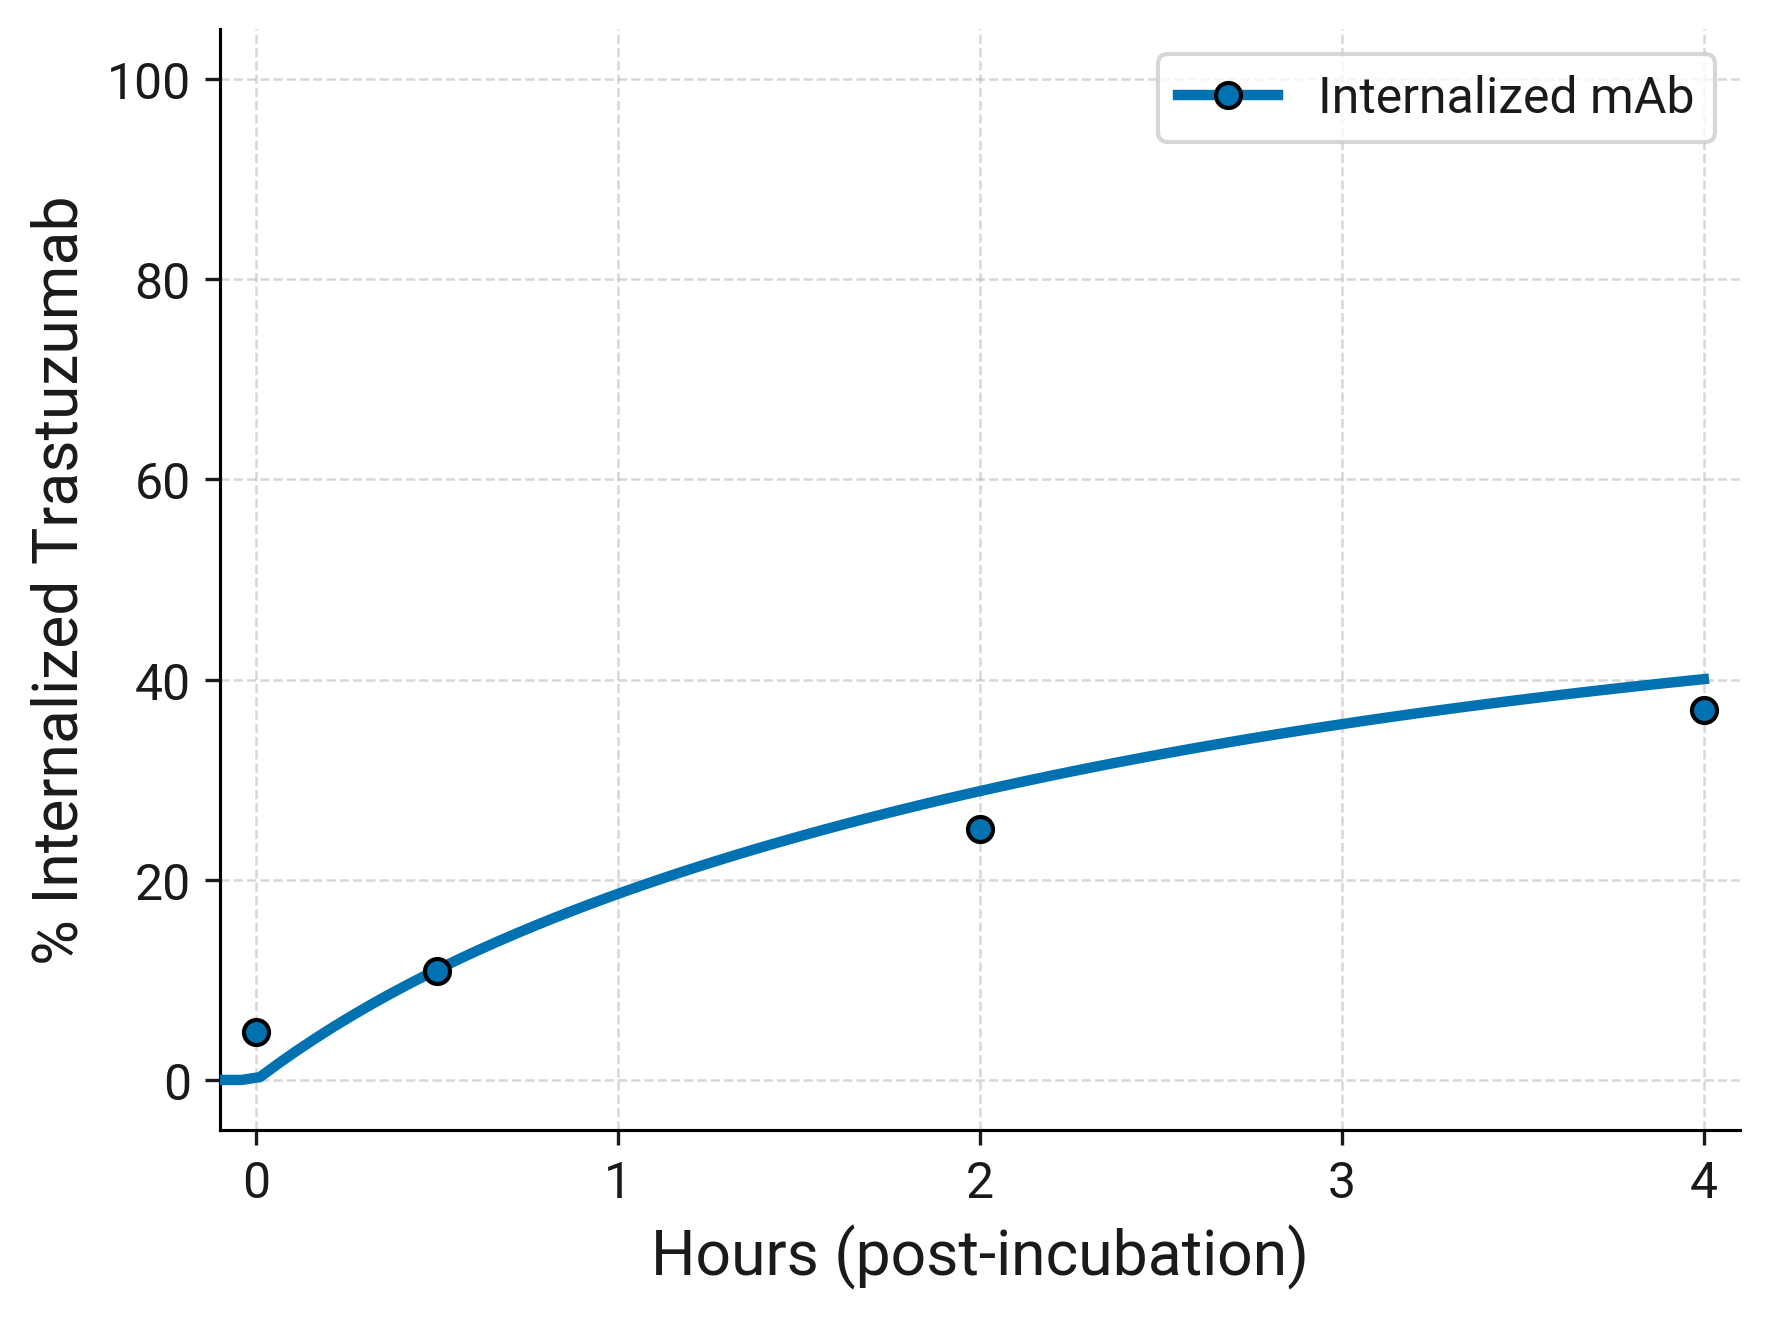 Internalized mAb
% Internalized Trastuzumab
100
80
60
40
20
0
0 1 2 3 4
Hours (post-incubation)